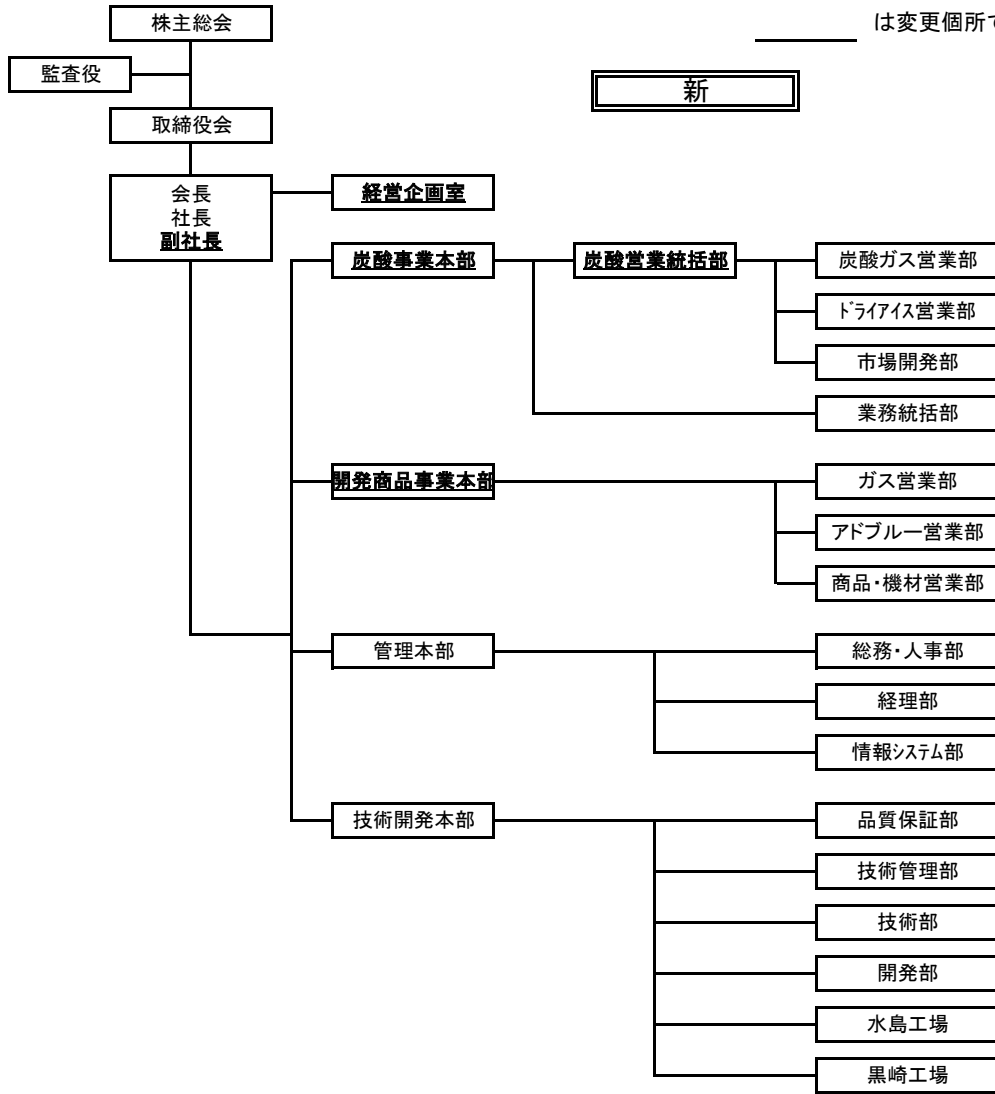 株主総会
は変更個所で
監査役
新
取締役会
会長
社長
副社長
経営企画室
炭酸事業本部
炭酸営業統括部
炭酸ガス営業部
ﾄﾞﾗｲｱｲｽ営業部
市場開発部
業務統括部
開発商品事業本部
ガス営業部
アドブルー営業部
商品・機材営業部
管理本部
総務・人事部
経理部
情報ｼｽﾃﾑ部
技術開発本部
品質保証部
技術管理部
技術部
開発部
水島工場
黒崎工場